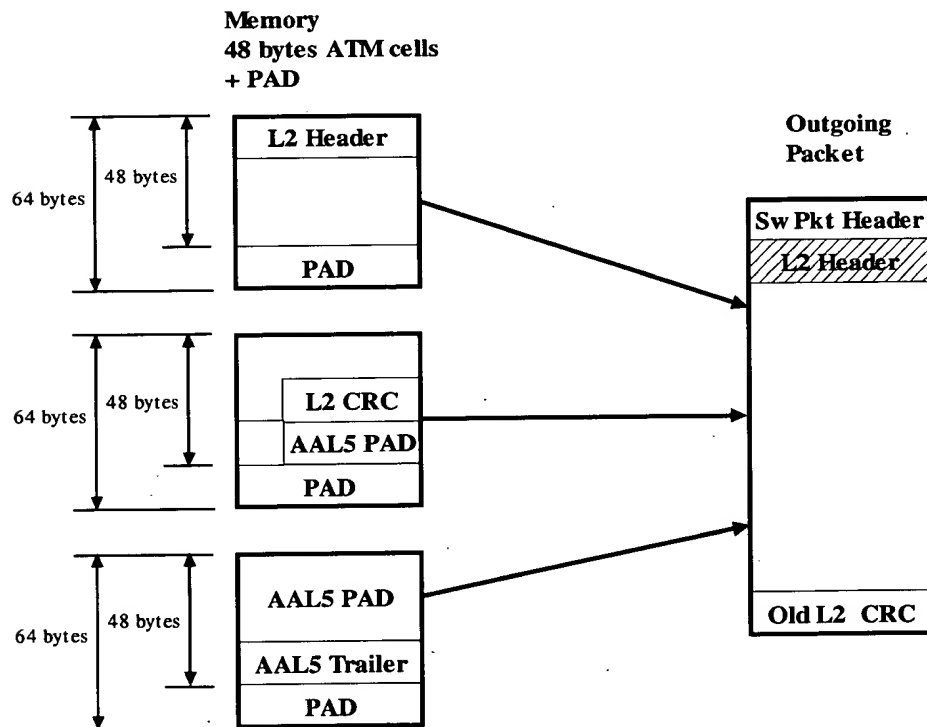 Memory
48 bytes ATM cells
+ PAD
Outgoing
Packet
L2 Header
PAD
64 bytes
48 bytes
Sw Pkt Header
L2 Header
L2 CRC
AAL5 PAD
PAD
64 bytes
48 bytes
AAL5 PAD
AAL5 Trailer
PAD
64 bytes
48 bytes
Old L2 CRC